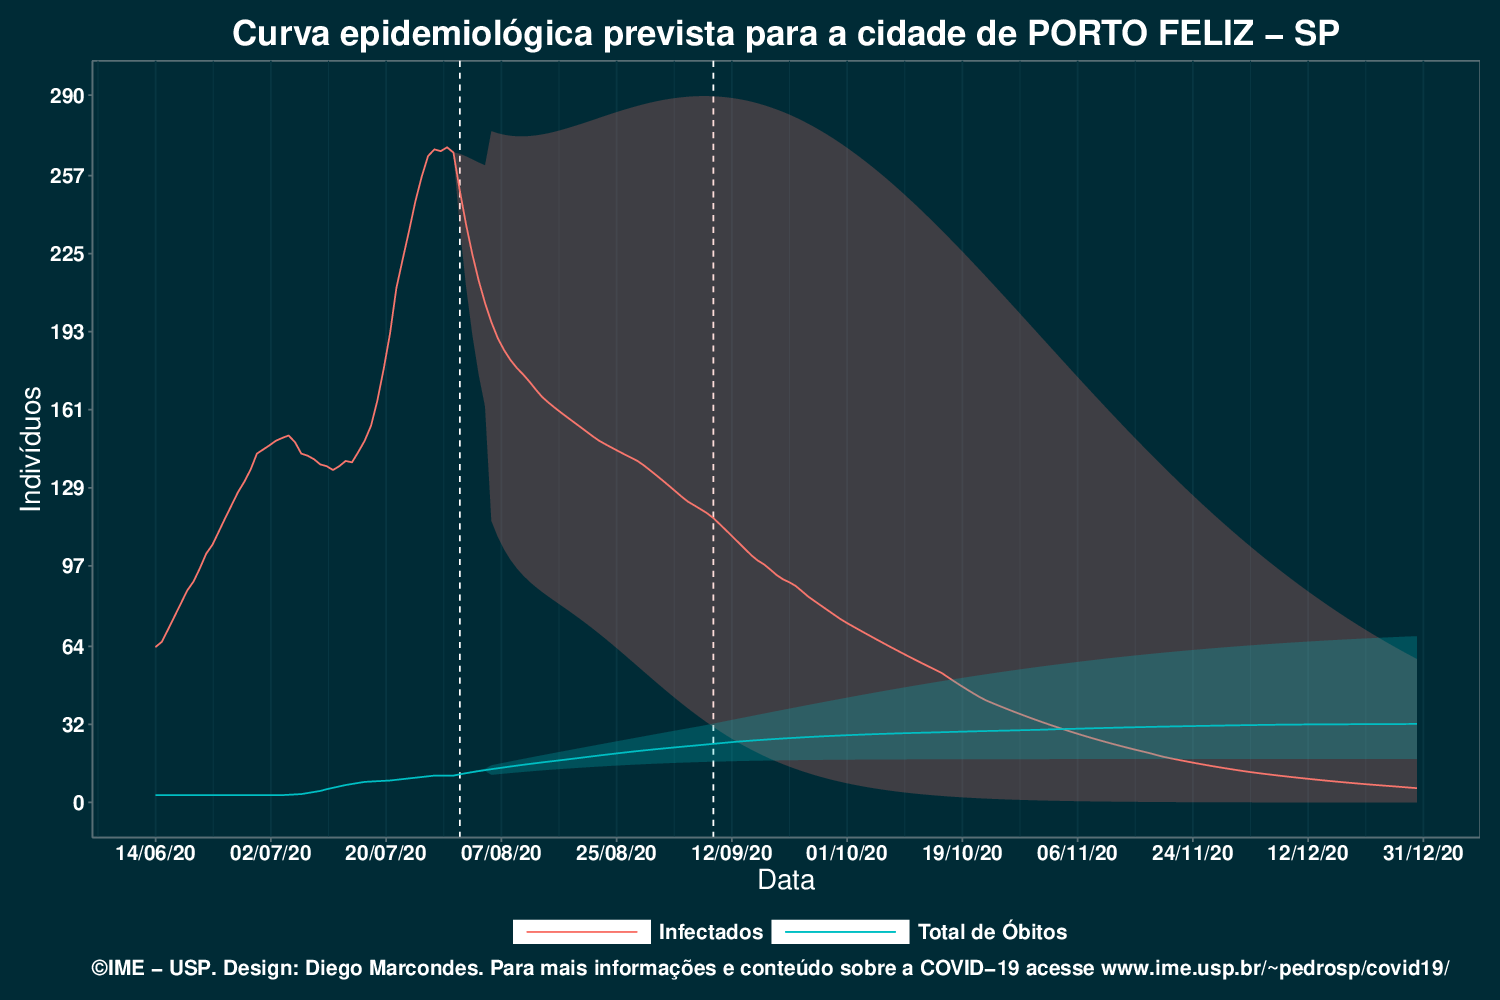 Curva epidemiológica prevista para a cidade de PORTO FELIZ – SP
290
257
225
193
161
129
97
64
32
0
Indivíduos
14/06/20 02/07/20 20/07/20 07/08/20 25/08/20 12/09/20 01/10/20 19/10/20 06/11/20 24/11/20 12/12/20 31/12/20
Data
Infectados Total de Óbitos
©IME – USP. Design: Diego Marcondes. Para mais informações e conteúdo sobre a COVID–19 acesse www.ime.usp.br/~pedrosp/covid19/